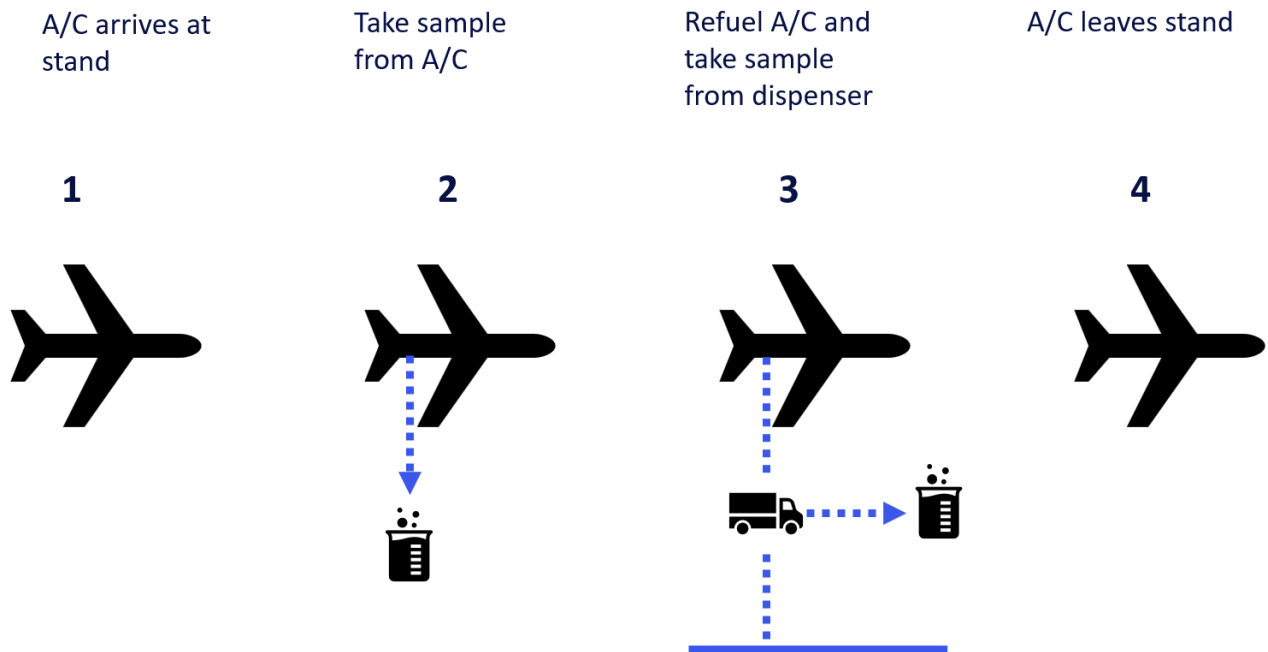 A/C arrives at
stand
Take sample
from A/C
Refuel A/C and
take sample
from dispenser
A/C leaves stand
1
2
3
4